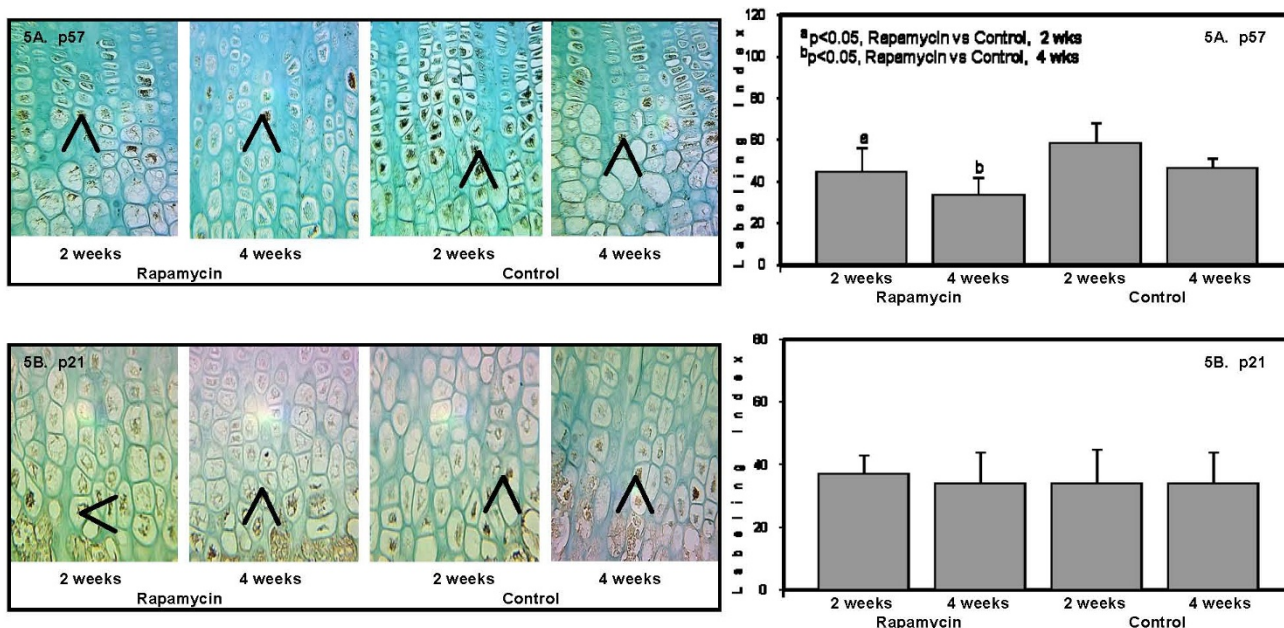 5A. p57
2 weeks 4 weeks 2 weeks 4 weeks
Rapamycin Control
120
100
80
60
40
20
0
Labeling Index
a p<0.05, Rapamycin vs Control, 2 wks
b p<0.05, Rapamycin vs Control, 4 wks
5A. p57
a
b
2 weeks 4 weeks 2 weeks 4 weeks
Rapamycin Control
5B. p21
2 weeks 4 weeks 2 weeks 4 weeks
Rapamycin Control
80
60
40
20
0
Labeling Index
5B. p21
2 weeks 4 weeks 2 weeks 4 weeks
Rapamycin Control